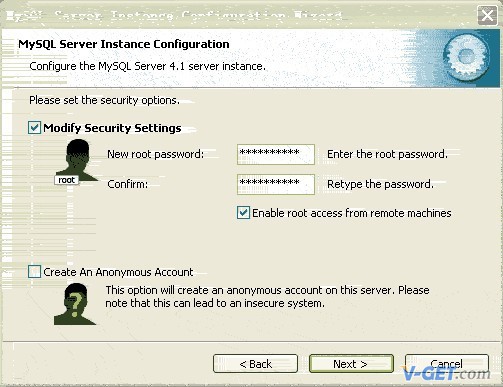 MySQL Server Instance Configuration Wizard
MySQL Server Instance Configuration
Configure the MySQL Server 4.1 server instance.
Please set the security options.
Modify Security Settings
New root password: ********** Enter the root password.
root
Confirm: ********** Retype the password.
Enable root access from remote machines
Create An Anonymous Account
This option will create an anonymous account on this server. Please
note that this can lead to an insecure system.
?
< Back Next > Cancel
V-GET.com